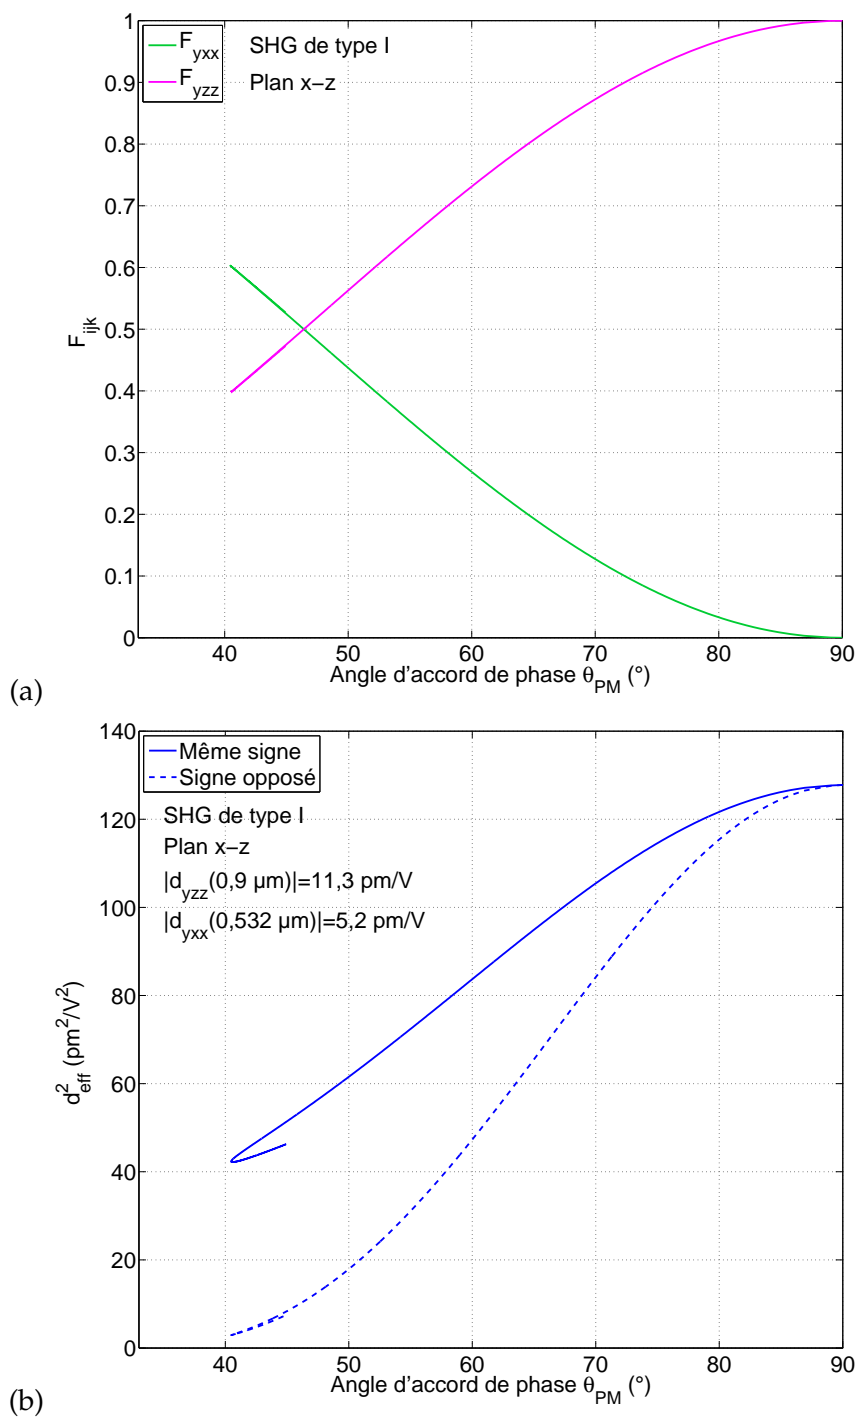 F_yxx
F_yzz
SHG de type I
Plan x−z
1
0.9
0.8
0.7
0.6
0.5
0.4
0.3
0.2
0.1
0
F_ijk
40 50 60 70 80 90
Angle d'accord de phase θ_PM (°)
(a)
Même signe
Signe opposé
SHG de type I
Plan x−z
|d_yzz(0,9 µm)|=11,3 pm/V
|d_yxx(0,532 µm)|=5,2 pm/V
140
120
100
80
60
40
20
0
d²_eff (pm²/V²)
40 50 60 70 80 90
Angle d'accord de phase θ_PM (°)
(b)